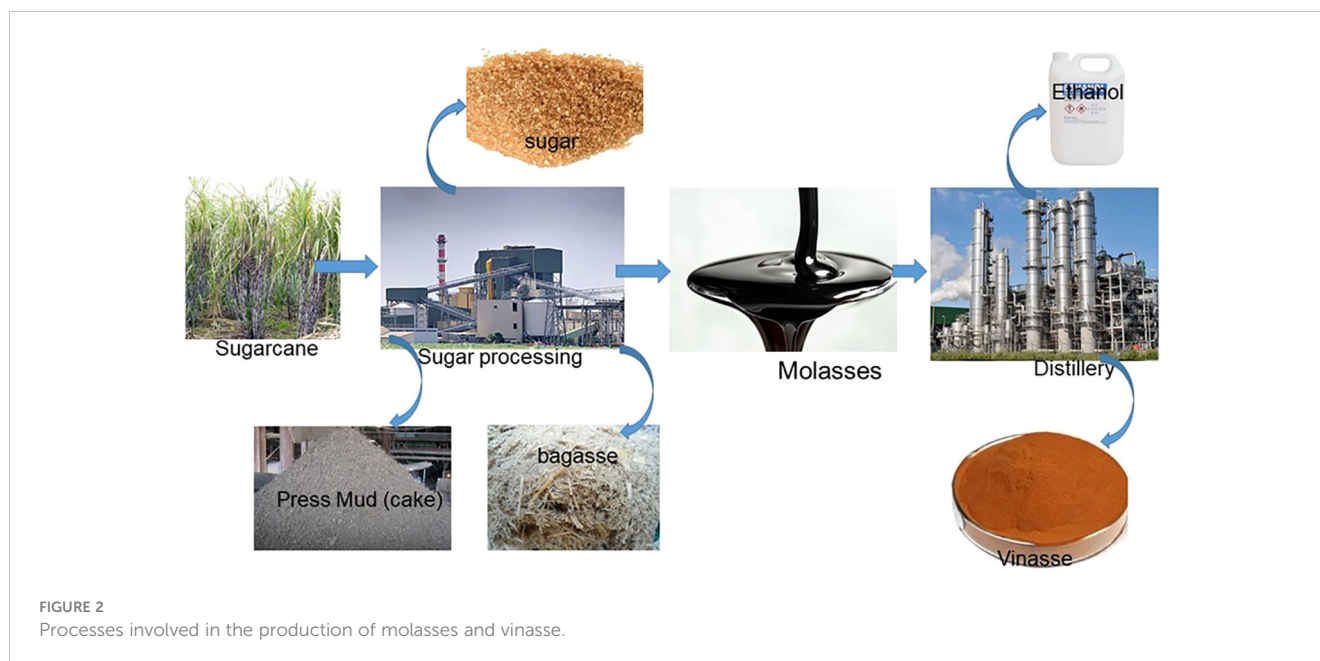 sugar
Ethanol
Sugarcane
Sugar processing
Molasses
Distillery
Press Mud (cake)
bagasse
Vinasse
FIGURE 2
Processes involved in the production of molasses and vinasse.